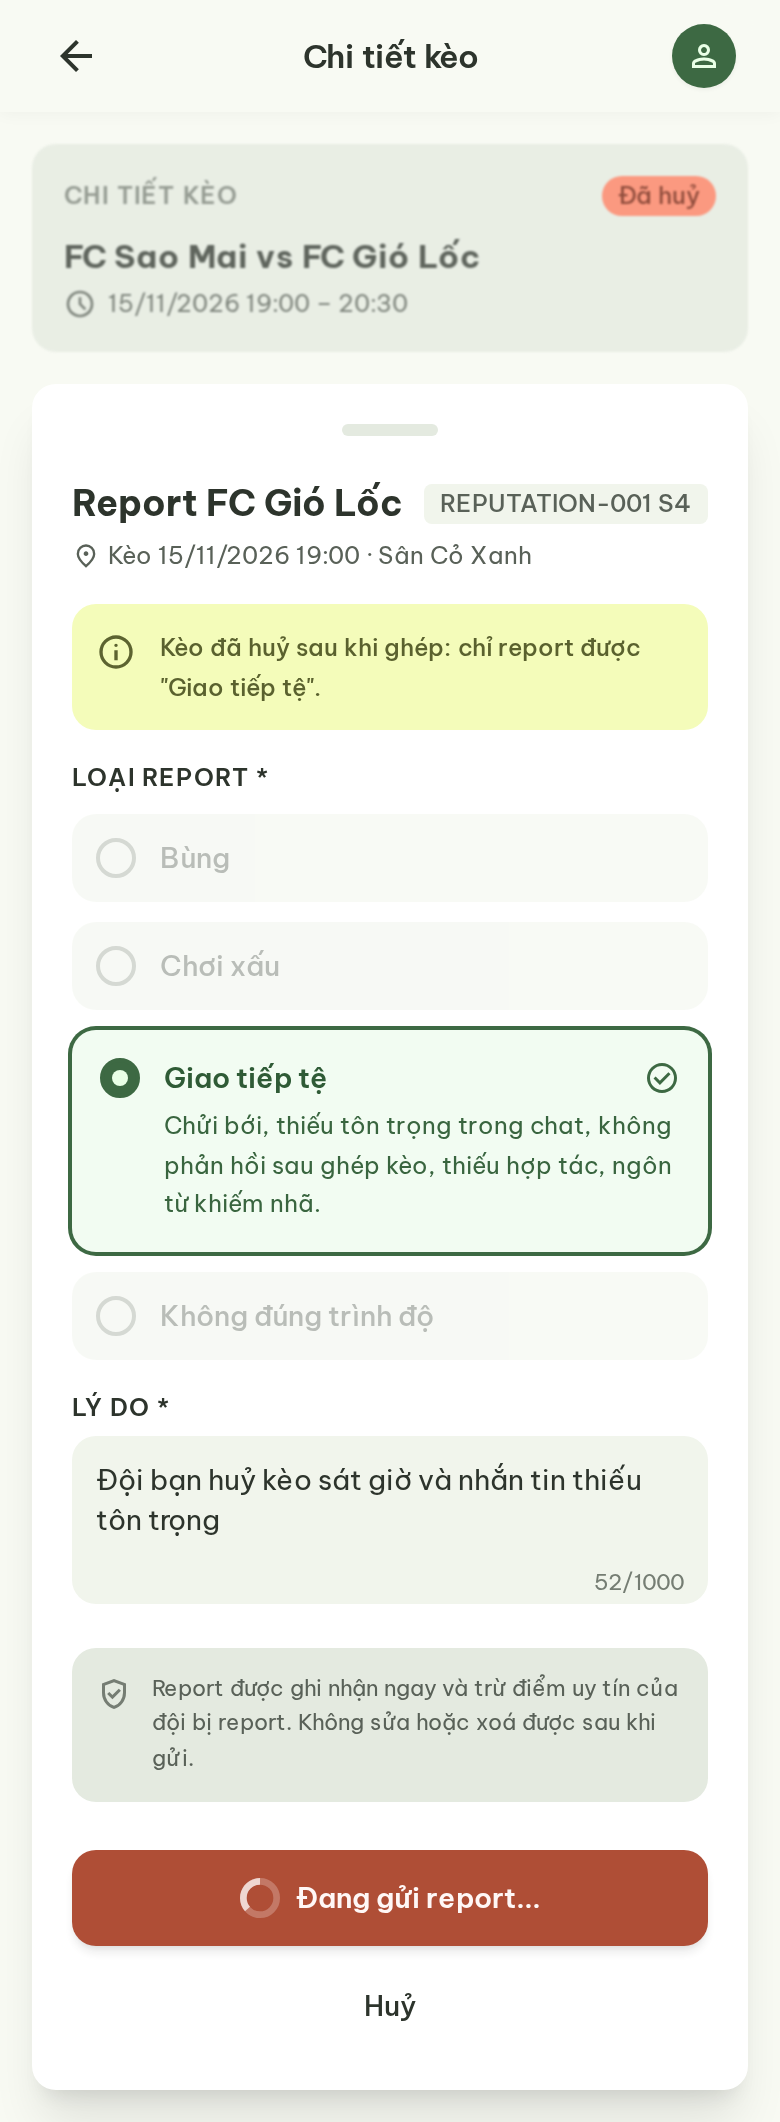 Chi tiết kèo
CHI TIẾT KÈO
Đã huỷ
FC Sao Mai vs FC Gió Lốc
15/11/2026 19:00 – 20:30
Report FC Gió Lốc
REPUTATION-001 S4
Kèo 15/11/2026 19:00 · Sân Cỏ Xanh
Kèo đã huỷ sau khi ghép: chỉ report được
"Giao tiếp tệ".
LOẠI REPORT *
Bùng
Chơi xấu
Giao tiếp tệ
Chửi bới, thiếu tôn trọng trong chat, không
phản hồi sau ghép kèo, thiếu hợp tác, ngôn
từ khiếm nhã.
Không đúng trình độ
LÝ DO *
Đội bạn huỷ kèo sát giờ và nhắn tin thiếu
tôn trọng
52/1000
Report được ghi nhận ngay và trừ điểm uy tín của
đội bị report. Không sửa hoặc xoá được sau khi
gửi.
Đang gửi report...
Huỷ